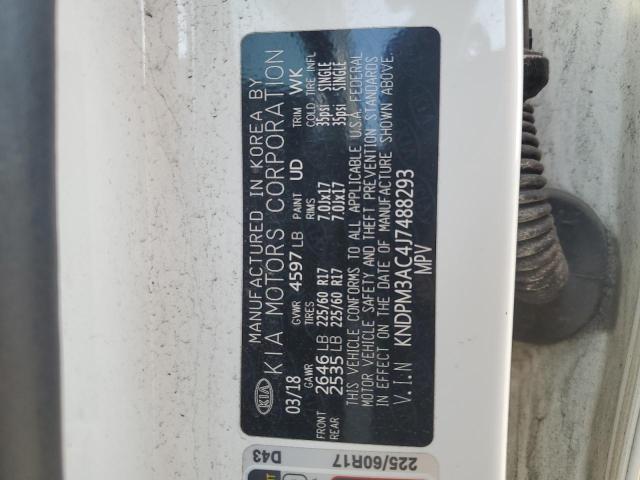 KIA
MANUFACTURED IN KOREA BY
KIA MOTORS CORPORATION
03/18 GVWR 4597 LB PAINT UD TRIM WK
GAWR TIRES RIMS COLD TIRE INFL
FRONT 2646 LB 225/60 R17 7.0Jx17 35psi SINGLE
REAR 2535 LB 225/60 R17 7.0Jx17 35psi SINGLE
THIS VEHICLE CONFORMS TO ALL APPLICABLE U.S.A. FEDERAL
MOTOR VEHICLE SAFETY AND THEFT PREVENTION STANDARDS
IN EFFECT ON THE DATE OF MANUFACTURE SHOWN ABOVE.
V.I.N KNDPM3AC4J7488293
MPV
D43
225/60R17